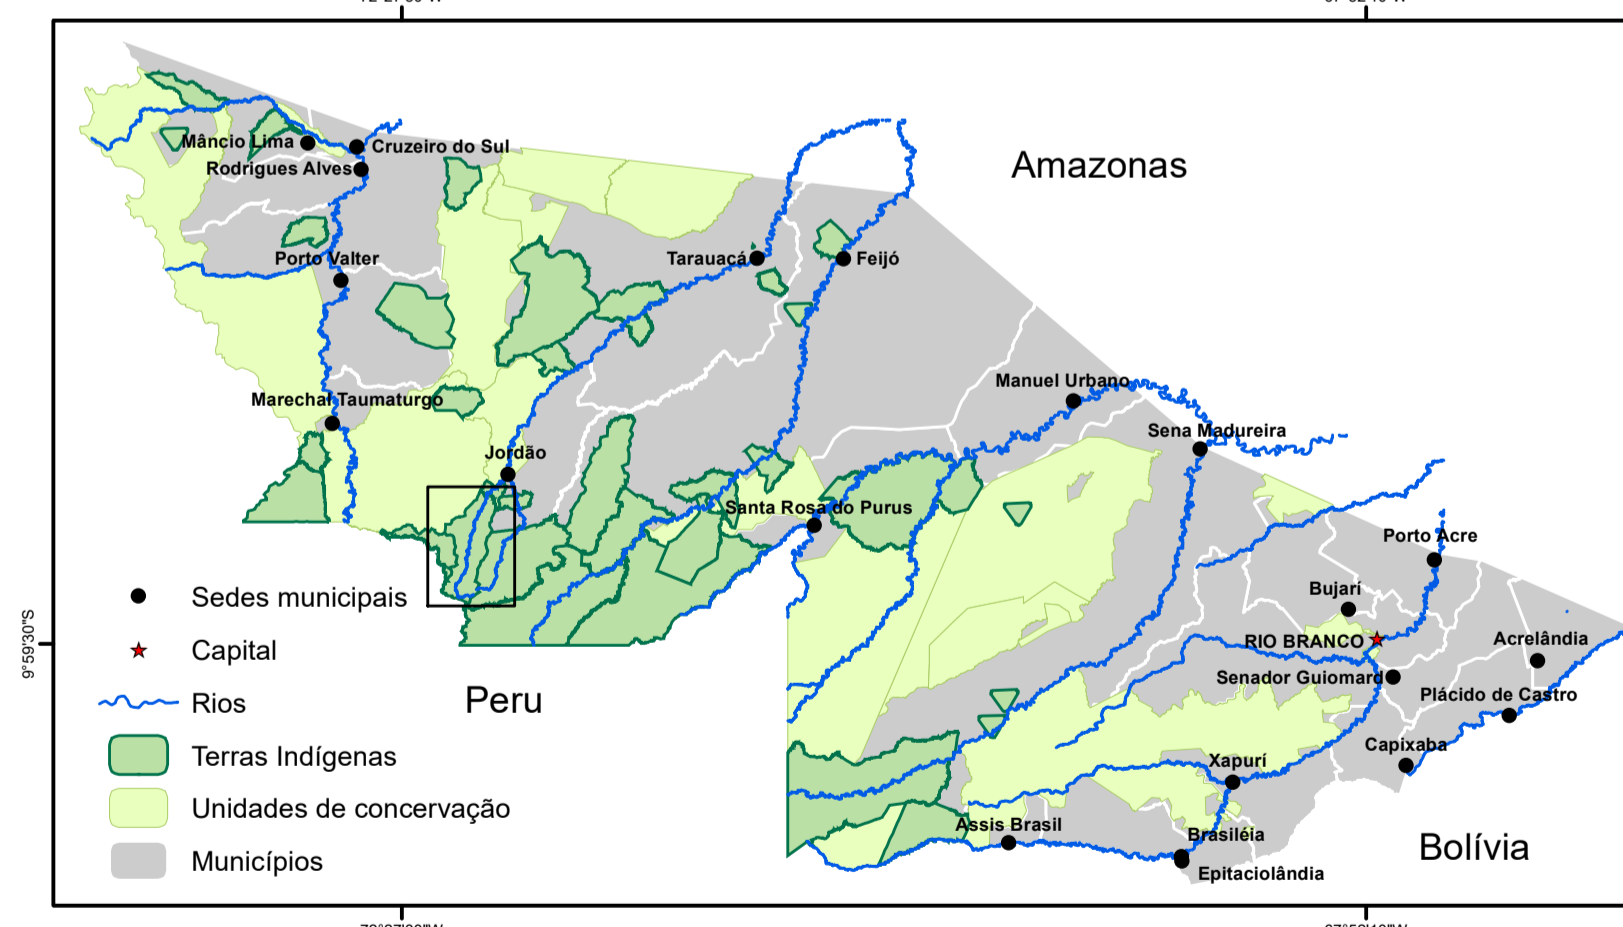 Amazonas
Mâncio Lima
Cruzeiro do Sul
Rodrigues Alves
Porto Valter
Tarauacá
Feijó
Marechal Taumaturgo
Manuel Urbano
Sena Madureira
Jordão
Santa Rosa do Purus
Porto Acre
Bujarí
RIO BRANCO
Acrelândia
Senador Guiomard
Plácido de Castro
Capixaba
Xapurí
Assis Brasil
Brasiléia
Epitaciolândia
Peru
Bolívia
9°59'30"S
Sedes municipais
Capital
Rios
Terras Indígenas
Unidades de concervação
Municípios